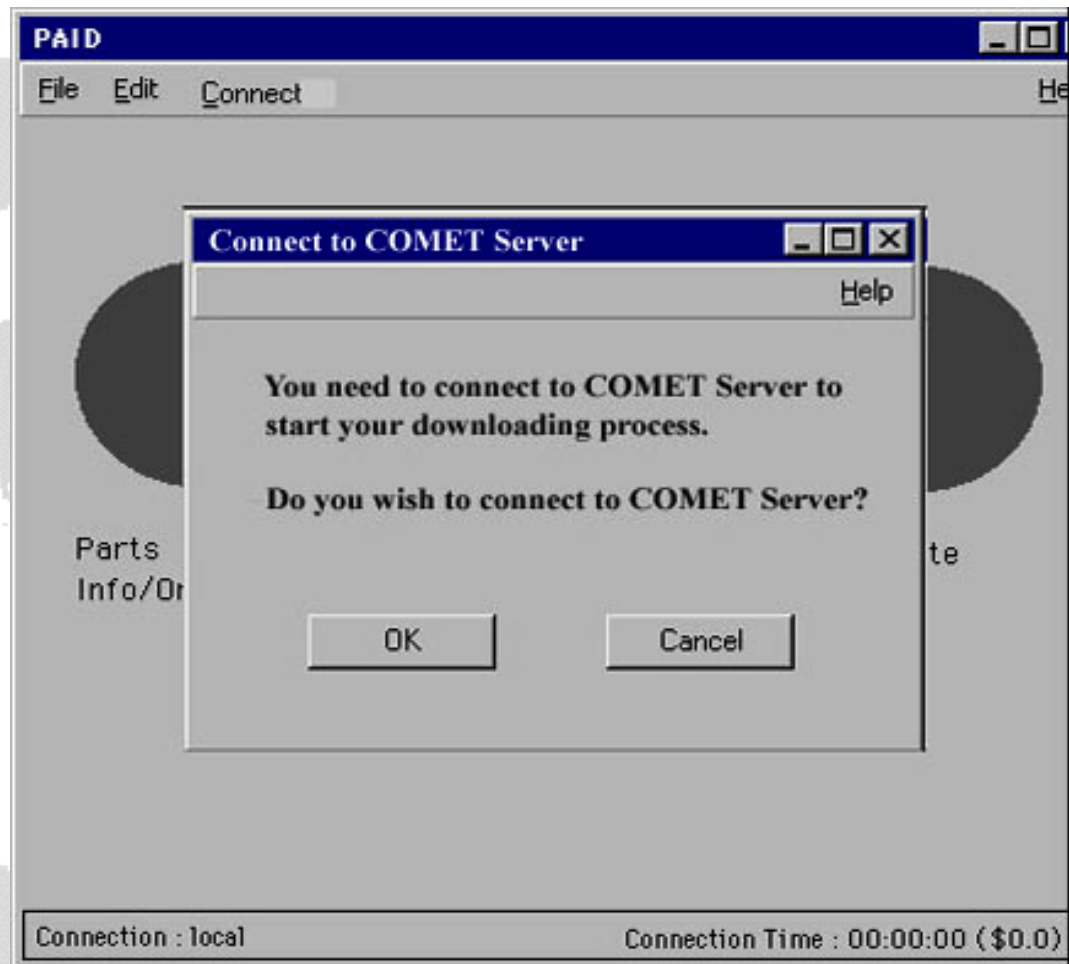 PAID
File Edit Connect
Connect to COMET Server
Help
You need to connect to COMET Server to
start your downloading process.
Do you wish to connect to COMET Server?
Parts
OK Cancel
Connection : local Connection Time : 00:00:00 ($0.0)